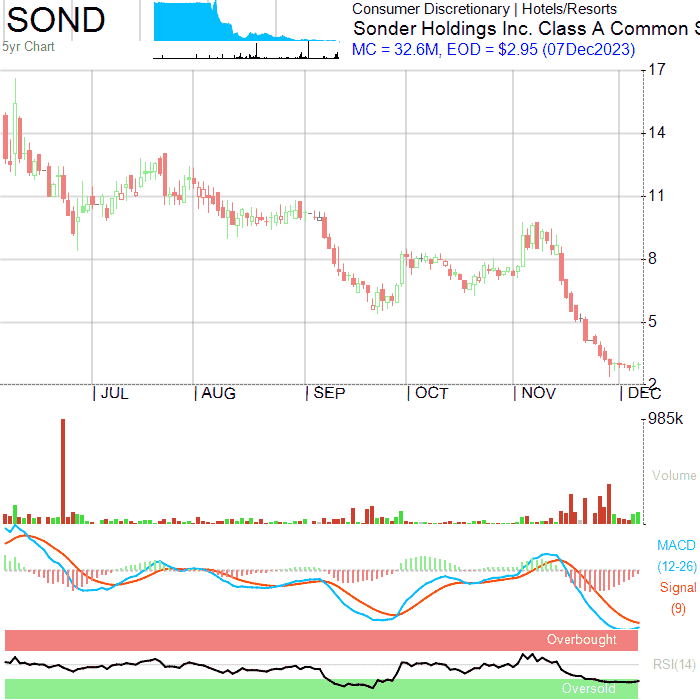 SOND
5yr Chart
Consumer Discretionary | Hotels/Resorts
Sonder Holdings Inc. Class A Common S
MC = 32.6M, EOD = $2.95 (07Dec2023)
17
14
11
8
5
2
JUL
AUG
SEP
OCT
NOV
DEC
985k
Volume
MACD
(12-26)
Signal
(9)
Overbought
RSI(14)
Oversold